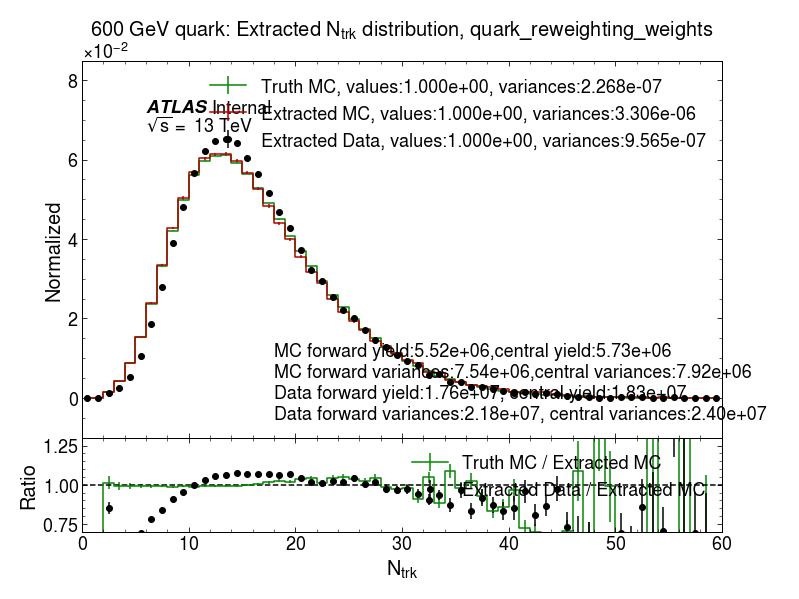 600 GeV quark: Extracted N_trk distribution, quark_reweighting_weights
×10⁻²
Truth MC, values:1.000e+00, variances:2.268e-07
ATLAS Internal
Extracted MC, values:1.000e+00, variances:3.306e-06
√s = 13 TeV
Extracted Data, values:1.000e+00, variances:9.565e-07
8
6
4
2
0
Normalized
MC forward yield:5.52e+06,central yield:5.73e+06
MC forward variances:7.54e+06,central variances:7.92e+06
Data forward yield:1.76e+07, central yield:1.83e+07
Data forward variances:2.18e+07, central variances:2.40e+07
1.25
1.00
0.75
Ratio
Truth MC / Extracted MC
Extracted Data / Extracted MC
0 10 20 30 40 50 60
N_trk